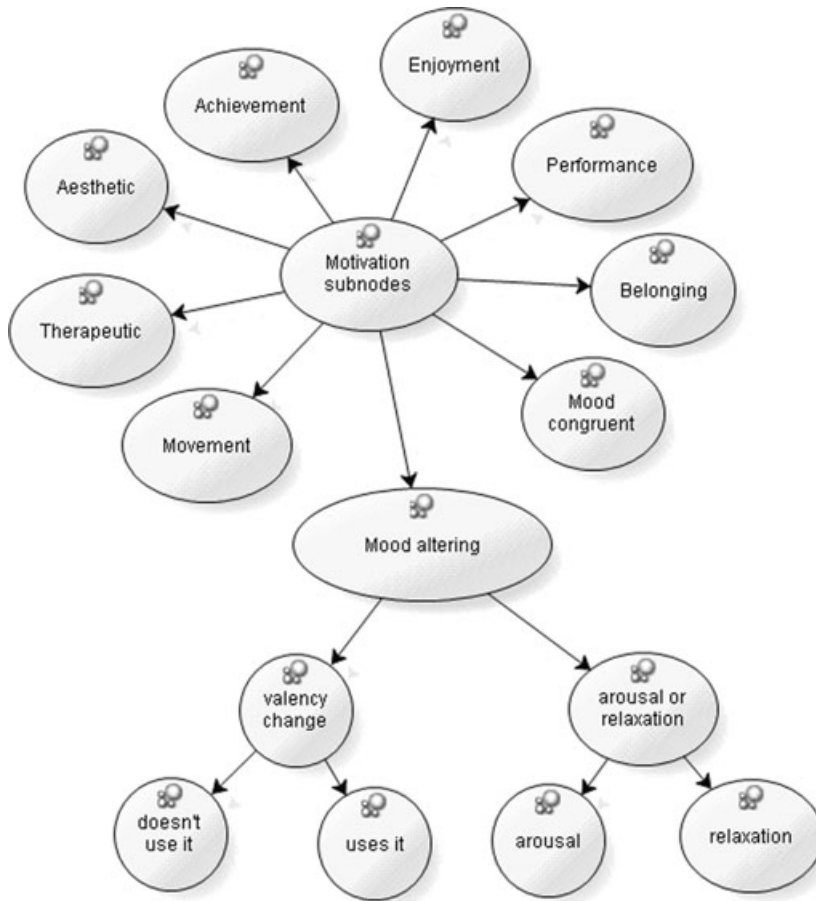 Enjoyment
Achievement
Performance
Aesthetic
Motivation
subnodes
Belonging
Therapeutic
Mood
congruent
Movement
Mood altering
valency
change
arousal or
relaxation
doesn't
use it
uses it
arousal
relaxation